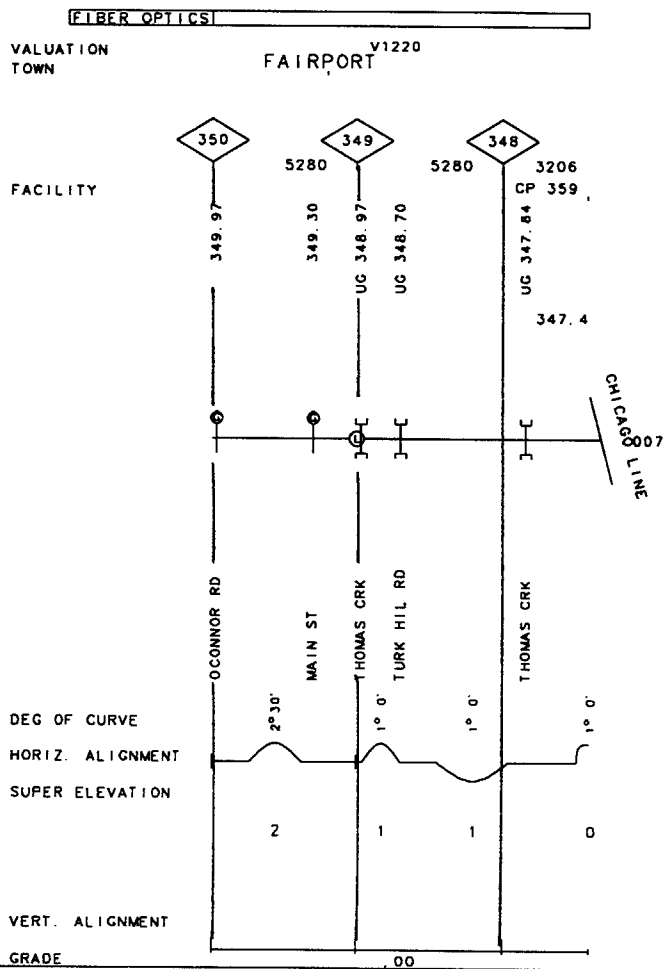 FIBER OPTICS
VALUATION V1220
TOWN FAIRPORT
350 349 348
5280 5280 3206
FACILITY CP 359
349.97 349.30 UG 348.97 UG 348.70 UG 347.84
347.4
CHICAGO LINE
007
L
OCONNOR RD MAIN ST THOMAS CRK TURK HIL RD THOMAS CRK
DEG OF CURVE 2°30' 1° 0' 1° 0' 1° 0'
HORIZ. ALIGNMENT
SUPER ELEVATION
2 1 1 0
VERT. ALIGNMENT
GRADE .00